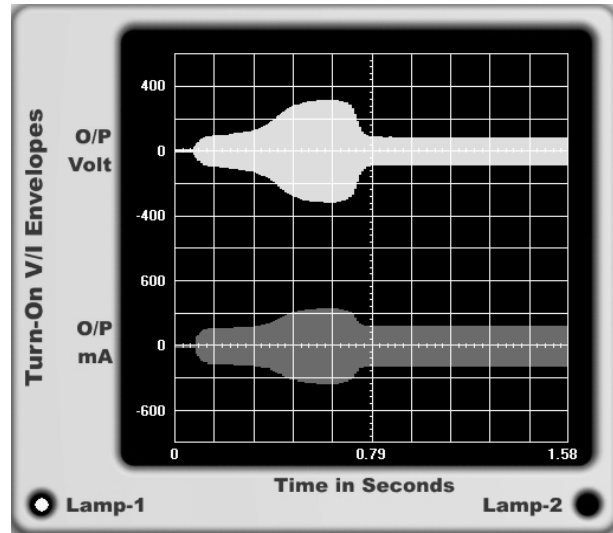 Turn-On V/I Envelopes
400
O/P
Volt
0
-400
600
O/P
mA
0
-600
0
0.79
1.58
Time in Seconds
Lamp-1
Lamp-2